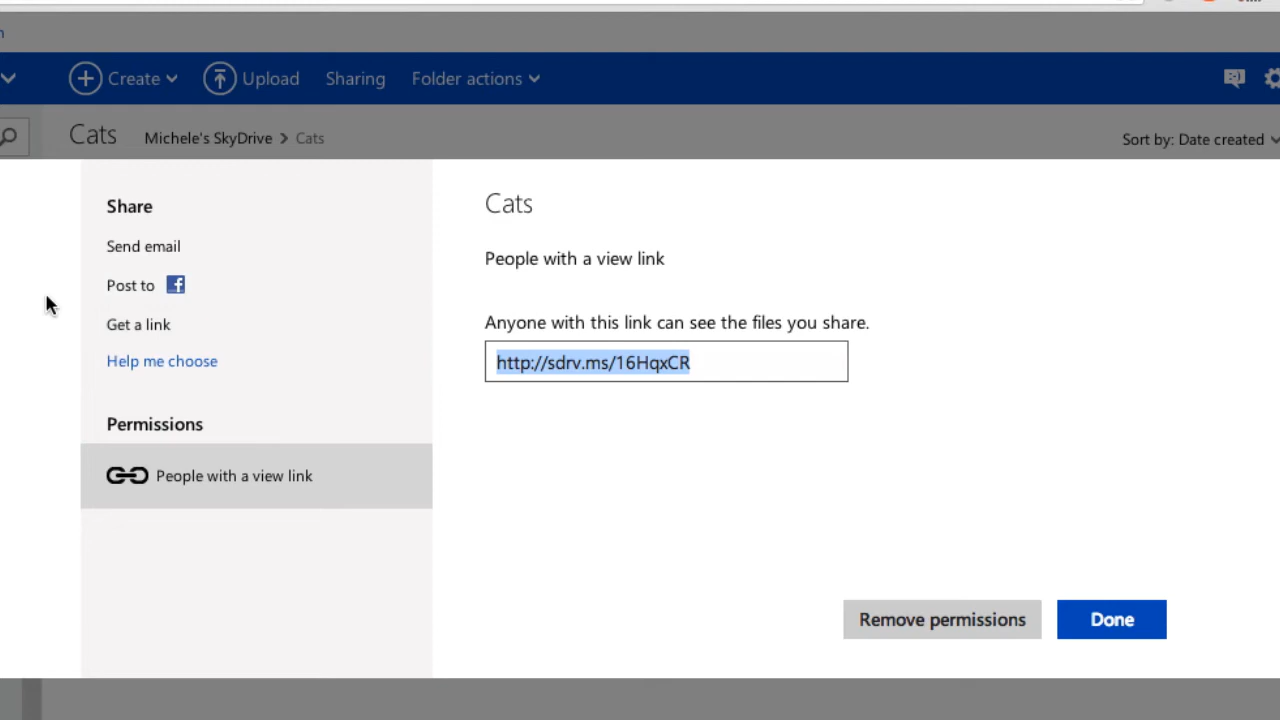 Create
Upload
Sharing
Folder actions
Cats
Michele's SkyDrive > Cats
Sort by: Date created
Share
Send email
Post to
Get a link
Help me choose
Permissions
People with a view link
Cats
People with a view link
Anyone with this link can see the files you share.
http://sdrv.ms/16HqxCR
Remove permissions
Done